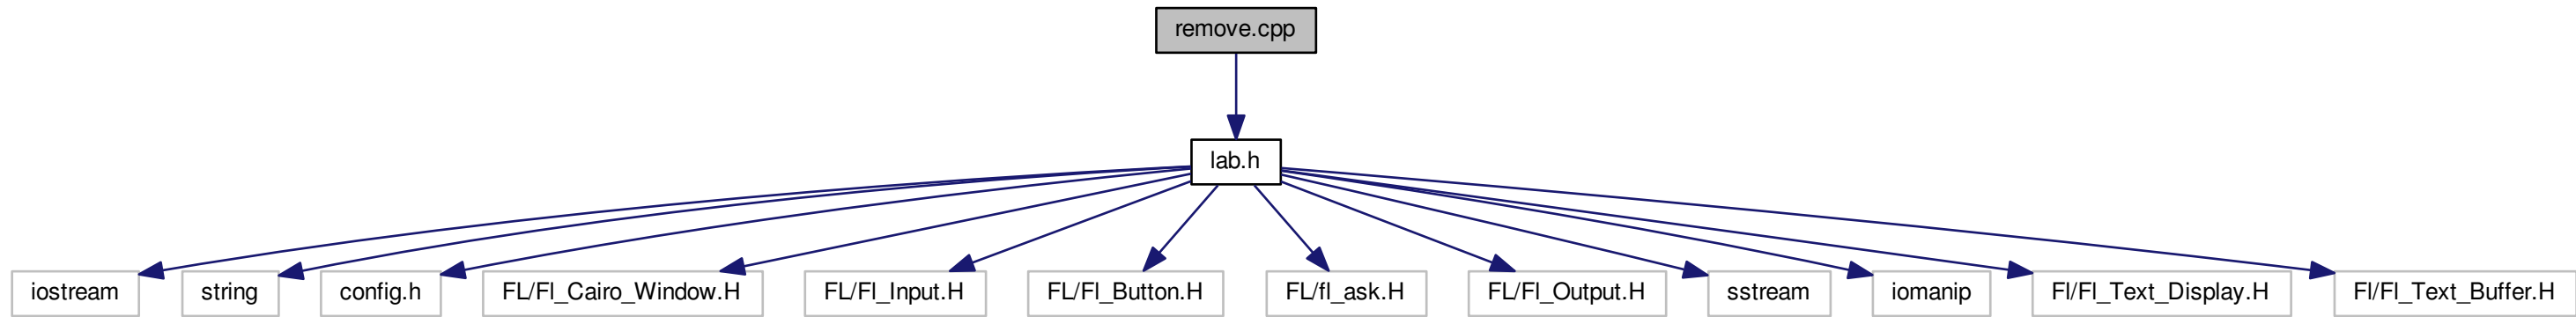 remove.cpp
lab.h
iostream
string
config.h
FL/Fl_Cairo_Window.H
FL/Fl_Input.H
FL/Fl_Button.H
FL/fl_ask.H
FL/Fl_Output.H
sstream
iomanip
Fl/Fl_Text_Display.H
Fl/Fl_Text_Buffer.H